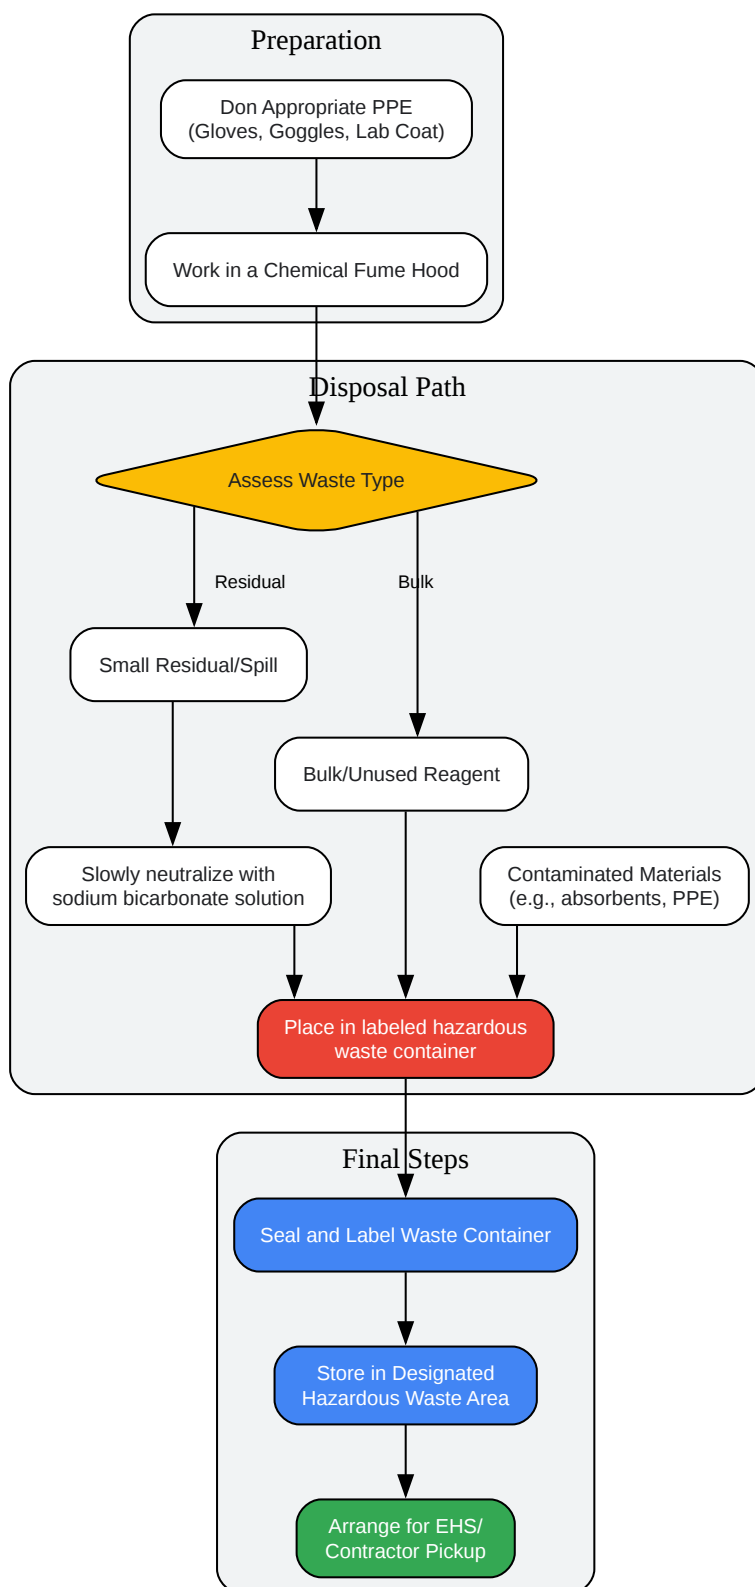 Preparation
Don Appropriate PPE
(Gloves, Goggles, Lab Coat)
Work in a Chemical Fume Hood
Disposal Path
Assess Waste Type
Residual
Bulk
Small Residual/Spill
Bulk/Unused Reagent
Slowly neutralize with
sodium bicarbonate solution
Contaminated Materials
(e.g., absorbents, PPE)
Place in labeled hazardous
waste container
Final Steps
Seal and Label Waste Container
Store in Designated
Hazardous Waste Area
Arrange for EHS/
Contractor Pickup